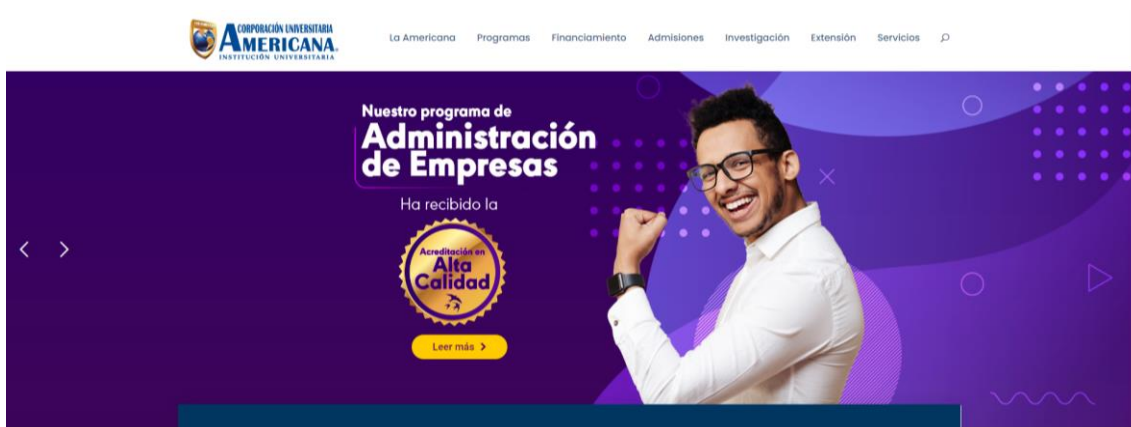 CORPORACIÓN UNIVERSITARIA
AMERICANA
INSTITUCIÓN UNIVERSITARIA
La Americana Programas Financiamiento Admisiones Investigación Extensión Servicios
Nuestro programa de
Administración
de Empresas
Ha recibido la
Acreditación en
Alta
Calidad
Leer más